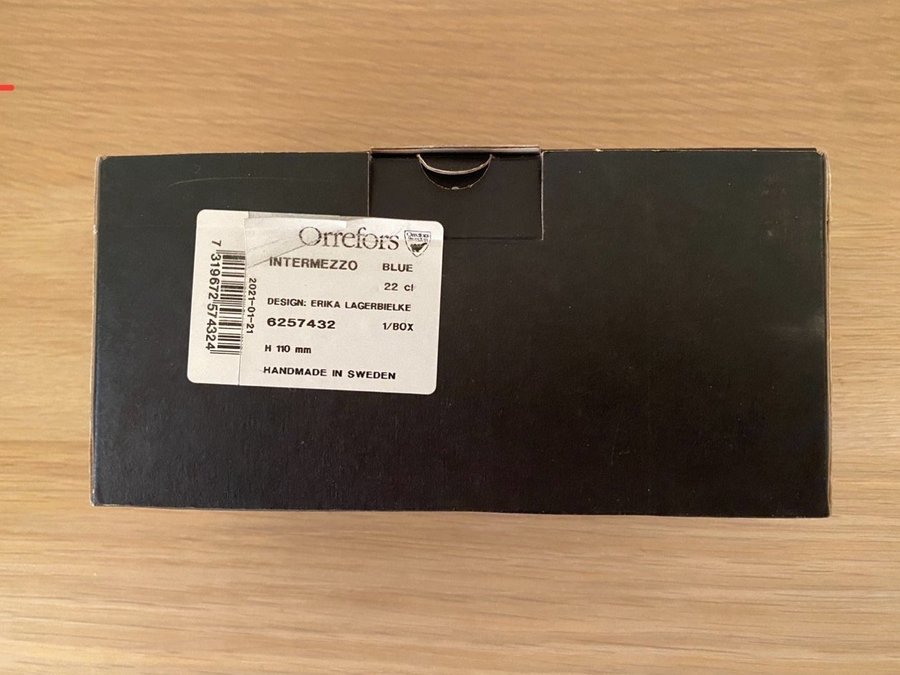 Orrefors
INTERMEZZO BLUE
22 cl
DESIGN: ERIKA LAGERBIELKE
6257432 1/BOX
H 110 mm
HANDMADE IN SWEDEN
2021-01-21
7 319672 574324